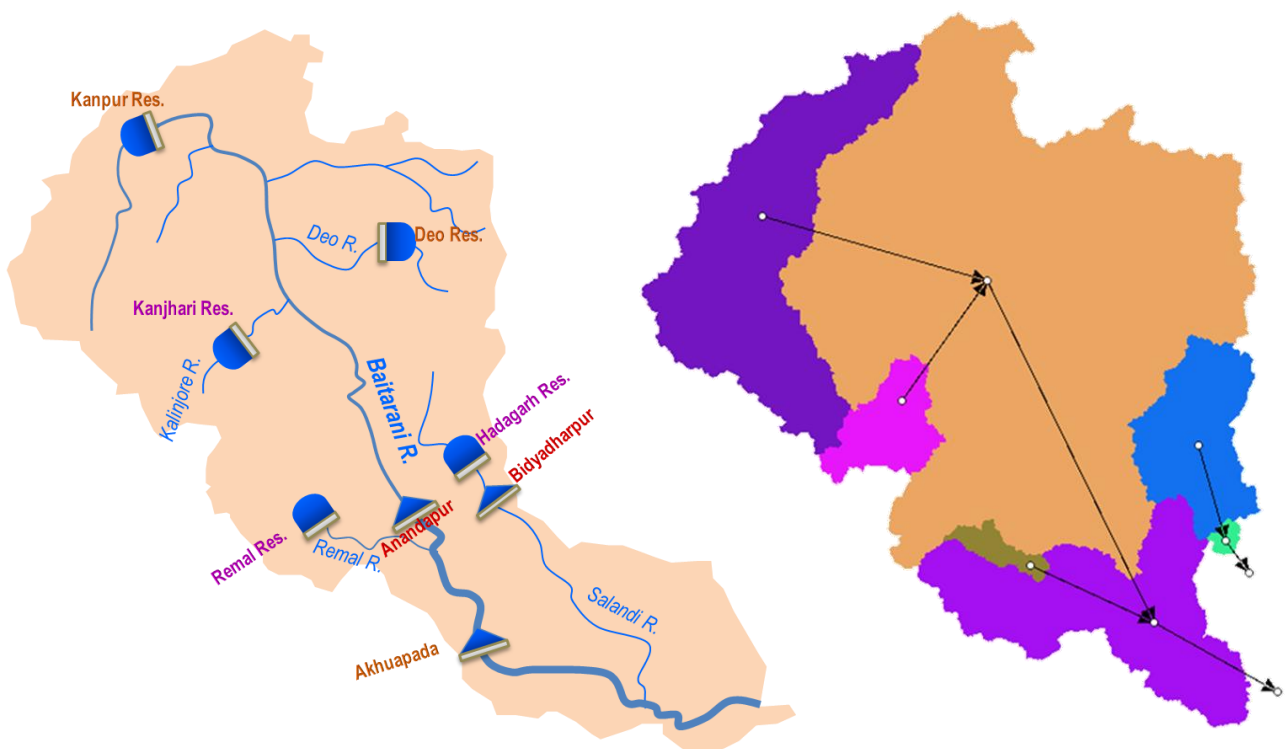 Kanpur Res.
Deo R.
Deo Res.
Kanjhari Res.
Kalinjore R.
Baitarani R.
Hadagarh Res.
Bidyadharpur
Anandapur
Remal Res.
Remal R.
Salandi R.
Akhuapada